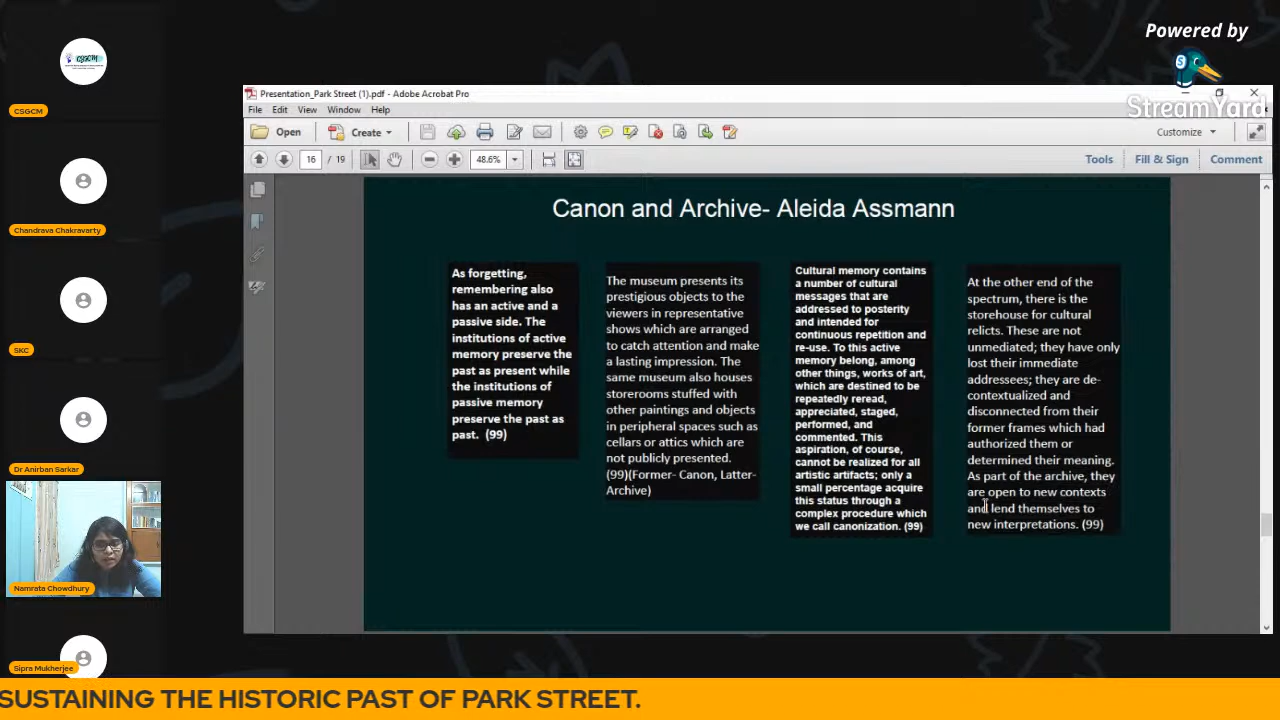 Powered by
StreamYard
CSGCM
CSGCM
Chandrava Chakravarty
SKC
Dr Anirban Sarkar
Namrata Chowdhury
Sipra Mukherjee
Presentation_Park Street (1).pdf - Adobe Acrobat Pro
File Edit View Window Help
Open Create Customize
16 / 19 48.6% Tools Fill & Sign Comment
Canon and Archive- Aleida Assmann
As forgetting,
remembering also
has an active and a
passive side. The
institutions of active
memory preserve the
past as present while
the institutions of
passive memory
preserve the past as
past. (99)
The museum presents its
prestigious objects to the
viewers in representative
shows which are arranged
to catch attention and make
a lasting impression. The
same museum also houses
storerooms stuffed with
other paintings and objects
in peripheral spaces such as
cellars or attics which are
not publicly presented.
(99)(Former- Canon, Latter-
Archive)
Cultural memory contains
a number of cultural
messages that are
addressed to posterity
and intended for
continuous repetition and
re-use. To this active
memory belong, among
other things, works of art,
which are destined to be
repeatedly reread,
appreciated, staged,
performed, and
commented. This
aspiration, of course,
cannot be realized for all
artistic artifacts; only a
small percentage acquire
this status through a
complex procedure which
we call canonization. (99)
At the other end of the
spectrum, there is the
storehouse for cultural
relicts. These are not
unmediated; they have only
lost their immediate
addressees; they are de-
contextualized and
disconnected from their
former frames which had
authorized them or
determined their meaning.
As part of the archive, they
are open to new contexts
and lend themselves to
new interpretations. (99)
SUSTAINING THE HISTORIC PAST OF PARK STREET.